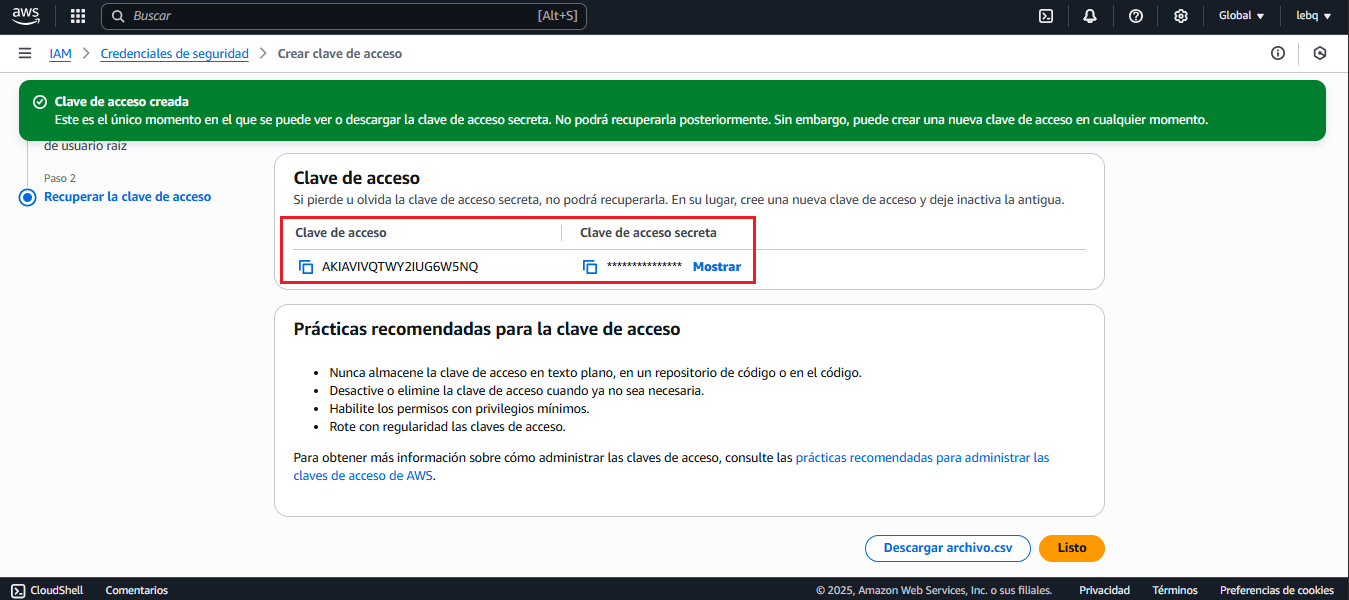 aws
Buscar
[Alt+S]
Global
lebq
IAM
Credenciales de seguridad
Crear clave de acceso
Clave de acceso creada
Este es el único momento en el que se puede ver o descargar la clave de acceso secreta. No podrá recuperarla posteriormente. Sin embargo, puede crear una nueva clave de acceso en cualquier momento.
de usuario raíz
Paso 2
Recuperar la clave de acceso
Clave de acceso
Si pierde u olvida la clave de acceso secreta, no podrá recuperarla. En su lugar, cree una nueva clave de acceso y deje inactiva la antigua.
Clave de acceso
Clave de acceso secreta
AKIAVIVQTWY2IUG6W5NQ
***************
Mostrar
Prácticas recomendadas para la clave de acceso
• Nunca almacene la clave de acceso en texto plano, en un repositorio de código o en el código.
• Desactive o elimine la clave de acceso cuando ya no sea necesaria.
• Habilite los permisos con privilegios mínimos.
• Rote con regularidad las claves de acceso.
Para obtener más información sobre cómo administrar las claves de acceso, consulte las prácticas recomendadas para administrar las
claves de acceso de AWS.
Descargar archivo.csv
Listo
CloudShell
Comentarios
© 2025, Amazon Web Services, Inc. o sus filiales.
Privacidad
Términos
Preferencias de cookies